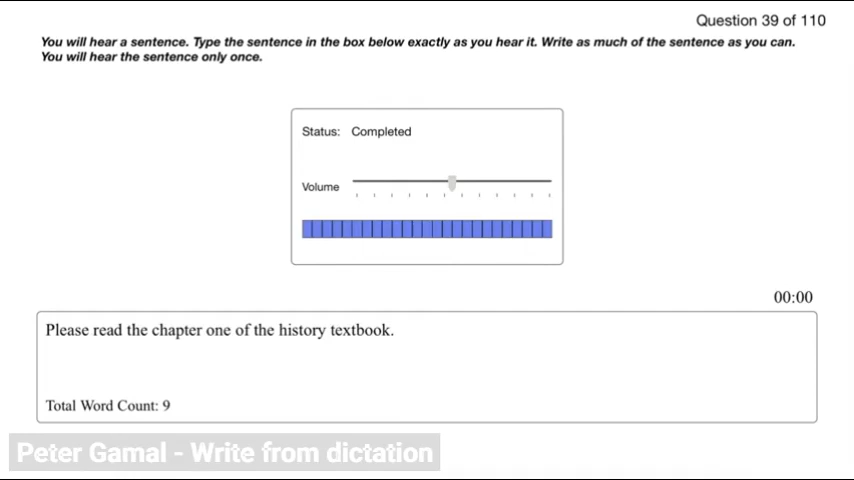 Question 39 of 110
You will hear a sentence. Type the sentence in the box below exactly as you hear it. Write as much of the sentence as you can.
You will hear the sentence only once.
Status: Completed
Volume
00:00
Please read the chapter one of the history textbook.
Total Word Count: 9
Peter Gamal - Write from dictation